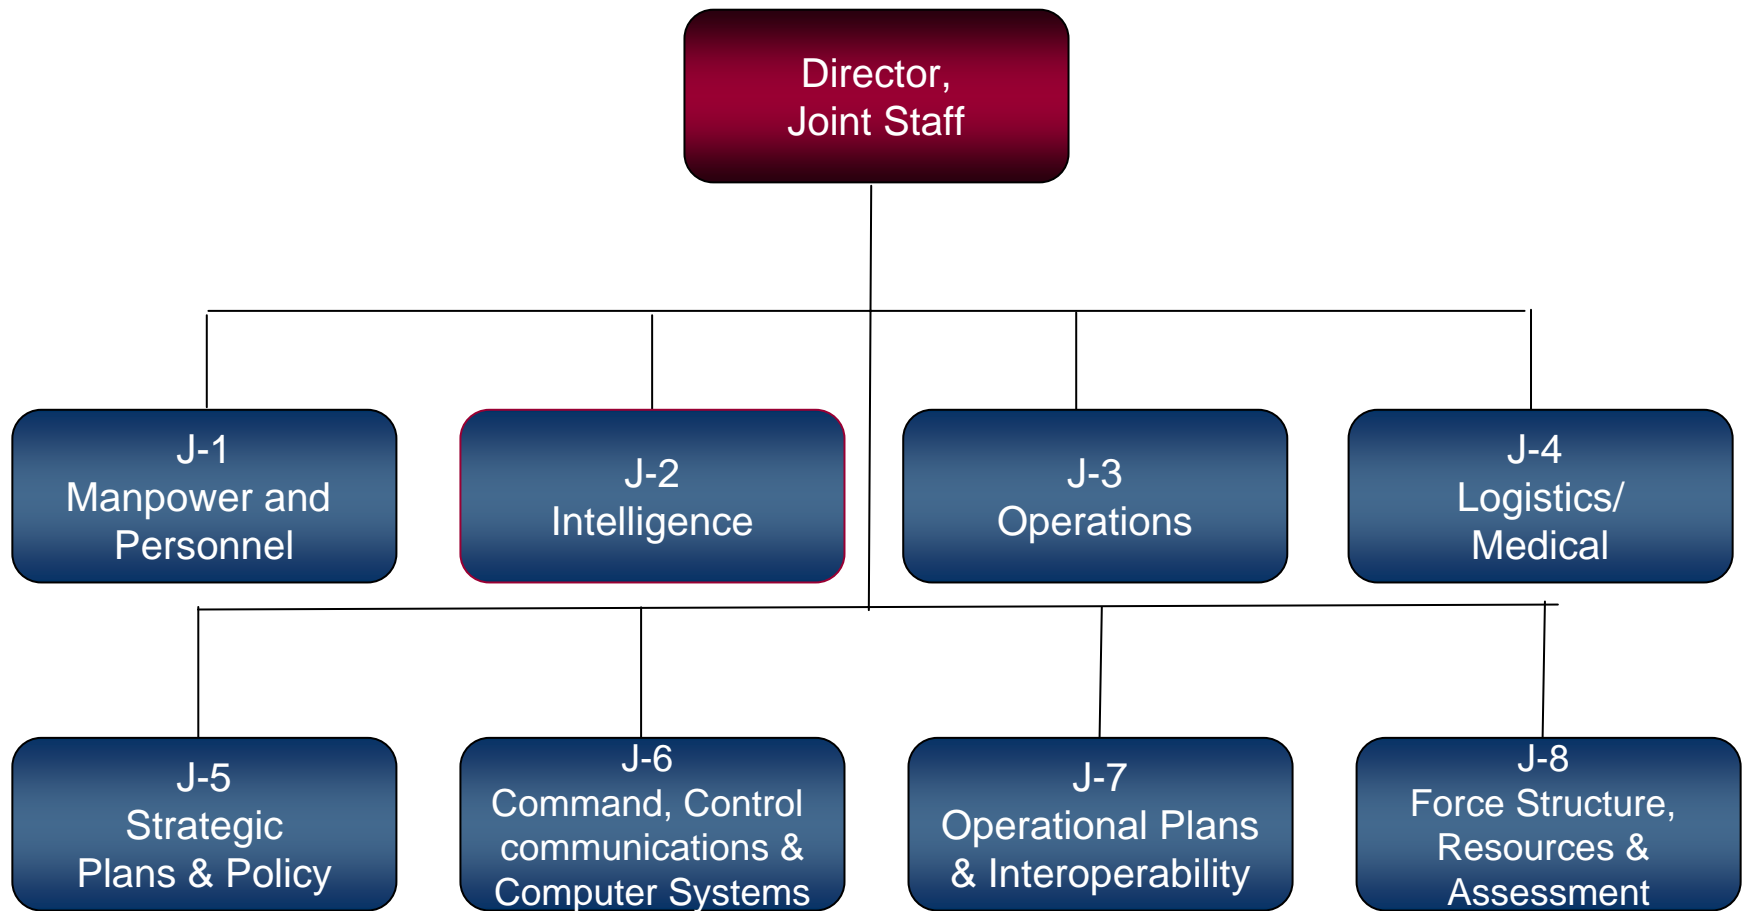 Director,
Joint Staff
J-1
Manpower and
Personnel
J-2
Intelligence
J-3
Operations
J-4
Logistics/
Medical
J-5
Strategic
Plans & Policy
J-6
Command, Control
communications &
Computer Systems
J-7
Operational Plans
& Interoperability
J-8
Force Structure,
Resources &
Assessment